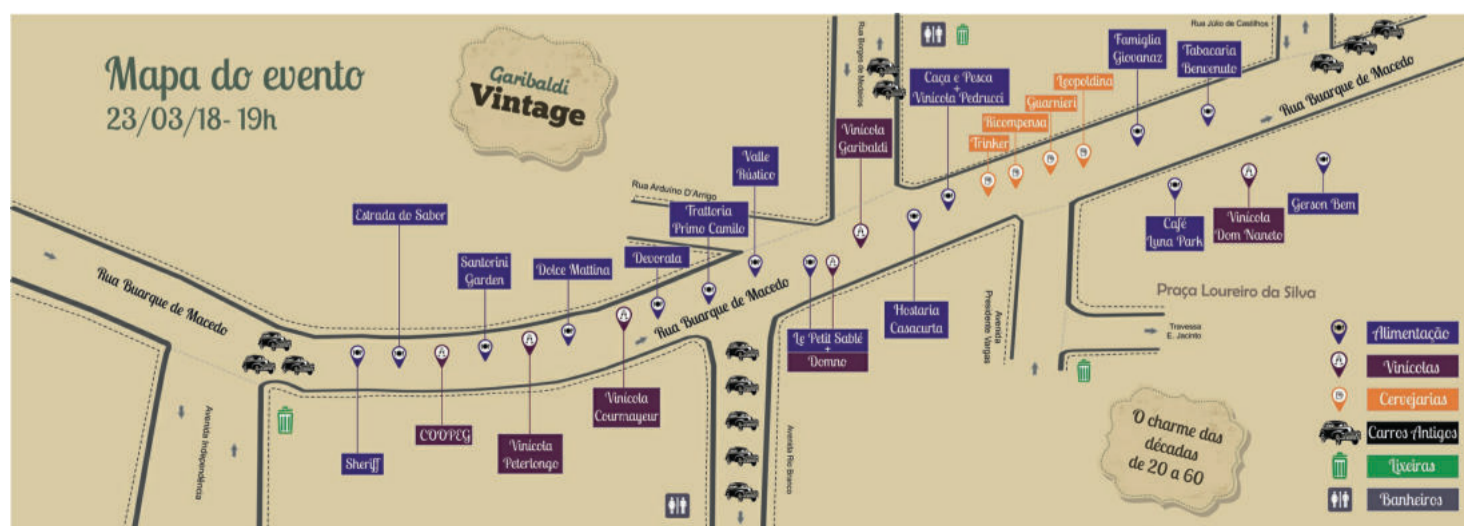 Mapa do evento
23/03/18- 19h
Garibaldi
Vintage
Rua Buarque de Macedo
Avenida Independência
Estrada do Sabor
Sheriff
COOPEG
Santorini
Garden
Vinícola
Peterlongo
Dolce Mattina
Vinícola
Courmayeur
Devorata
Rua Arduíno D'Arrigo
Trattoria
Primo Camilo
Valle
Rústico
Rua Buarque de Macedo
Avenida Rio Branco
Le Petit Sablé
+
Domno
Vinícola
Garibaldi
Rua Borges de Medeiros
Hostaria
Casacurta
Caça e Pesca
+
Vinícola Pedrucci
Trinker
Ricompensa
Guarnieri
Leopoldina
Famiglia
Giovanaz
Tabacaria
Benvenuto
Rua Júlio de Castilhos
Rua Buarque de Macedo
Avenida
Presidente Vargas
Café
Luna Park
Vinícola
Dom Naneto
Gerson Bem
Praça Loureiro da Silva
Travessa
E. Jacinto
O charme das
décadas
de 20 a 60
Alimentação
Vinícolas
Cervejarias
Carros Antigos
Lixeiras
Banheiros